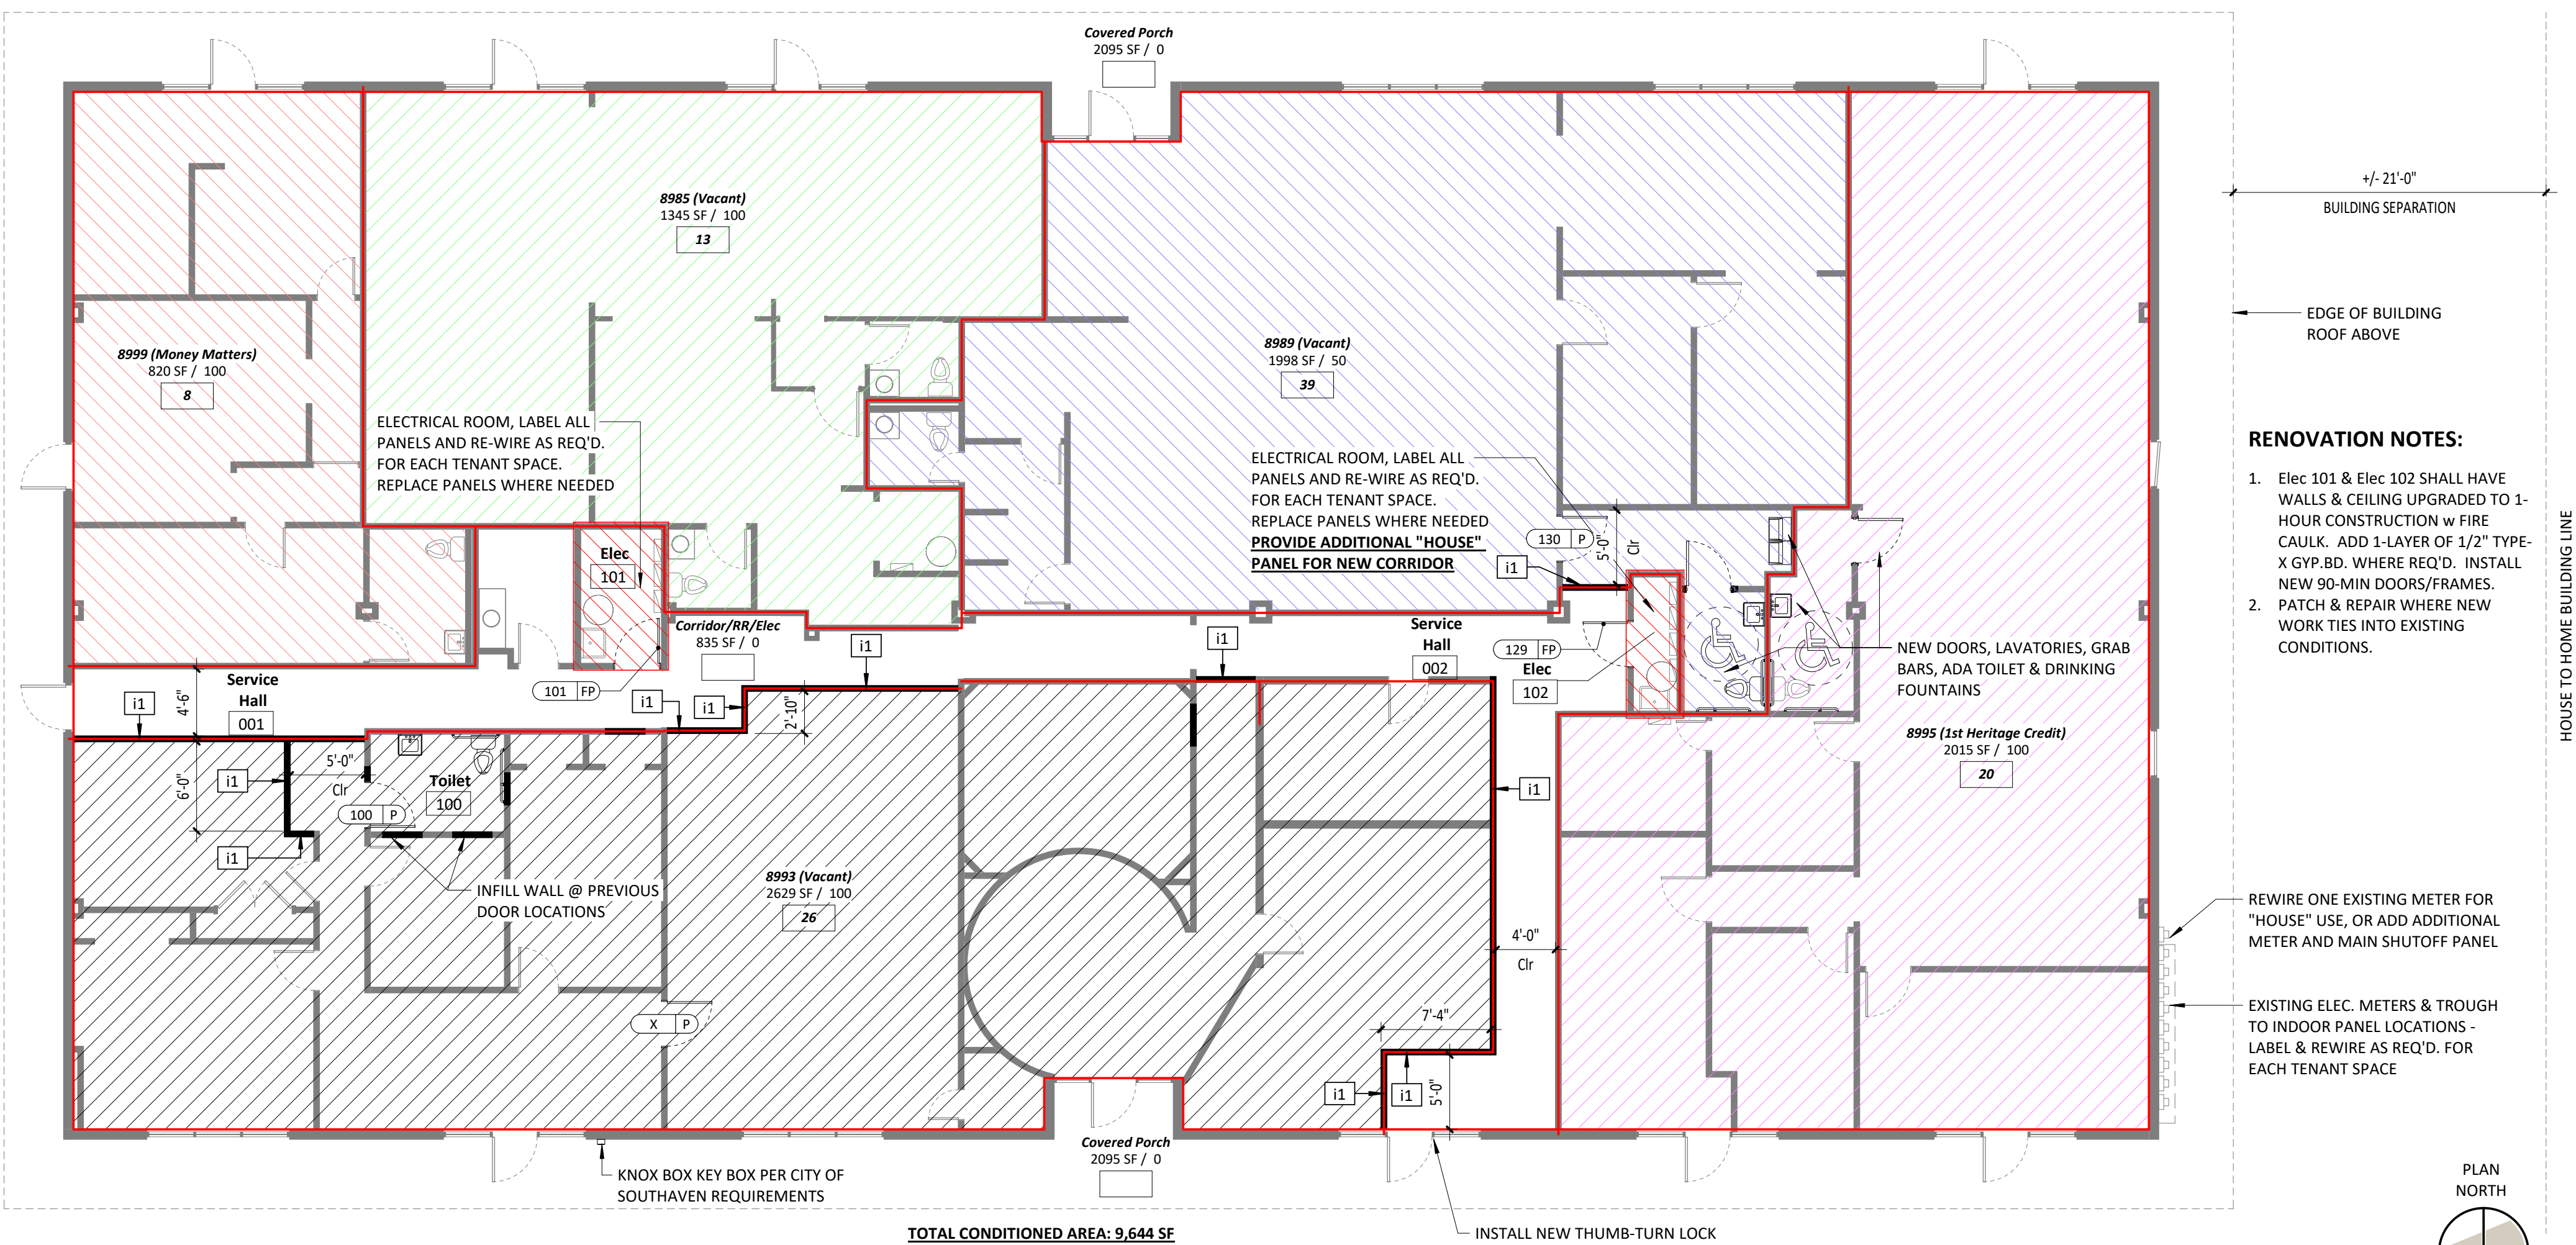 Covered Porch
2095 SF / 0
8985 (Vacant)
1345 SF / 100
13
8999 (Money Matters)
820 SF / 100
8
ELECTRICAL ROOM, LABEL ALL
PANELS AND RE-WIRE AS REQ'D.
FOR EACH TENANT SPACE.
REPLACE PANELS WHERE NEEDED
8989 (Vacant)
1998 SF / 50
39
ELECTRICAL ROOM, LABEL ALL
PANELS AND RE-WIRE AS REQ'D.
FOR EACH TENANT SPACE.
REPLACE PANELS WHERE NEEDED
PROVIDE ADDITIONAL "HOUSE"
PANEL FOR NEW CORRIDOR
+/- 21'-0"
BUILDING SEPARATION
EDGE OF BUILDING
ROOF ABOVE
RENOVATION NOTES:
1. Elec 101 & Elec 102 SHALL HAVE
WALLS & CEILING UPGRADED TO 1-
HOUR CONSTRUCTION w FIRE
CAULK. ADD 1-LAYER OF 1/2" TYPE-
X GYP.BD. WHERE REQ'D. INSTALL
NEW 90-MIN DOORS/FRAMES.
2. PATCH & REPAIR WHERE NEW
WORK TIES INTO EXISTING
CONDITIONS.
HOUSE TO HOME BUILDING LINE
Elec
101
130 P
5'-0"
Clr
i1
Corridor/RR/Elec
835 SF / 0
i1
i1
Service
Hall
002
129 FP
Elec
102
NEW DOORS, LAVATORIES, GRAB
BARS, ADA TOILET & DRINKING
FOUNTAINS
Service
Hall
001
4'-6"
i1
101 FP
i1
i1
2'-10"
5'-0"
Clr
6'-0"
i1
Toilet
100
100 P
i1
i1
8995 (1st Heritage Credit)
2015 SF / 100
20
INFILL WALL @ PREVIOUS
DOOR LOCATIONS
8993 (Vacant)
2629 SF / 100
26
4'-0"
Clr
REWIRE ONE EXISTING METER FOR
"HOUSE" USE, OR ADD ADDITIONAL
METER AND MAIN SHUTOFF PANEL
X P
7'-4"
EXISTING ELEC. METERS & TROUGH
TO INDOOR PANEL LOCATIONS -
LABEL & REWIRE AS REQ'D. FOR
EACH TENANT SPACE
i1
i1
5'-0"
Covered Porch
2095 SF / 0
KNOX BOX KEY BOX PER CITY OF
SOUTHAVEN REQUIREMENTS
PLAN
NORTH
TOTAL CONDITIONED AREA: 9,644 SF
INSTALL NEW THUMB-TURN LOCK